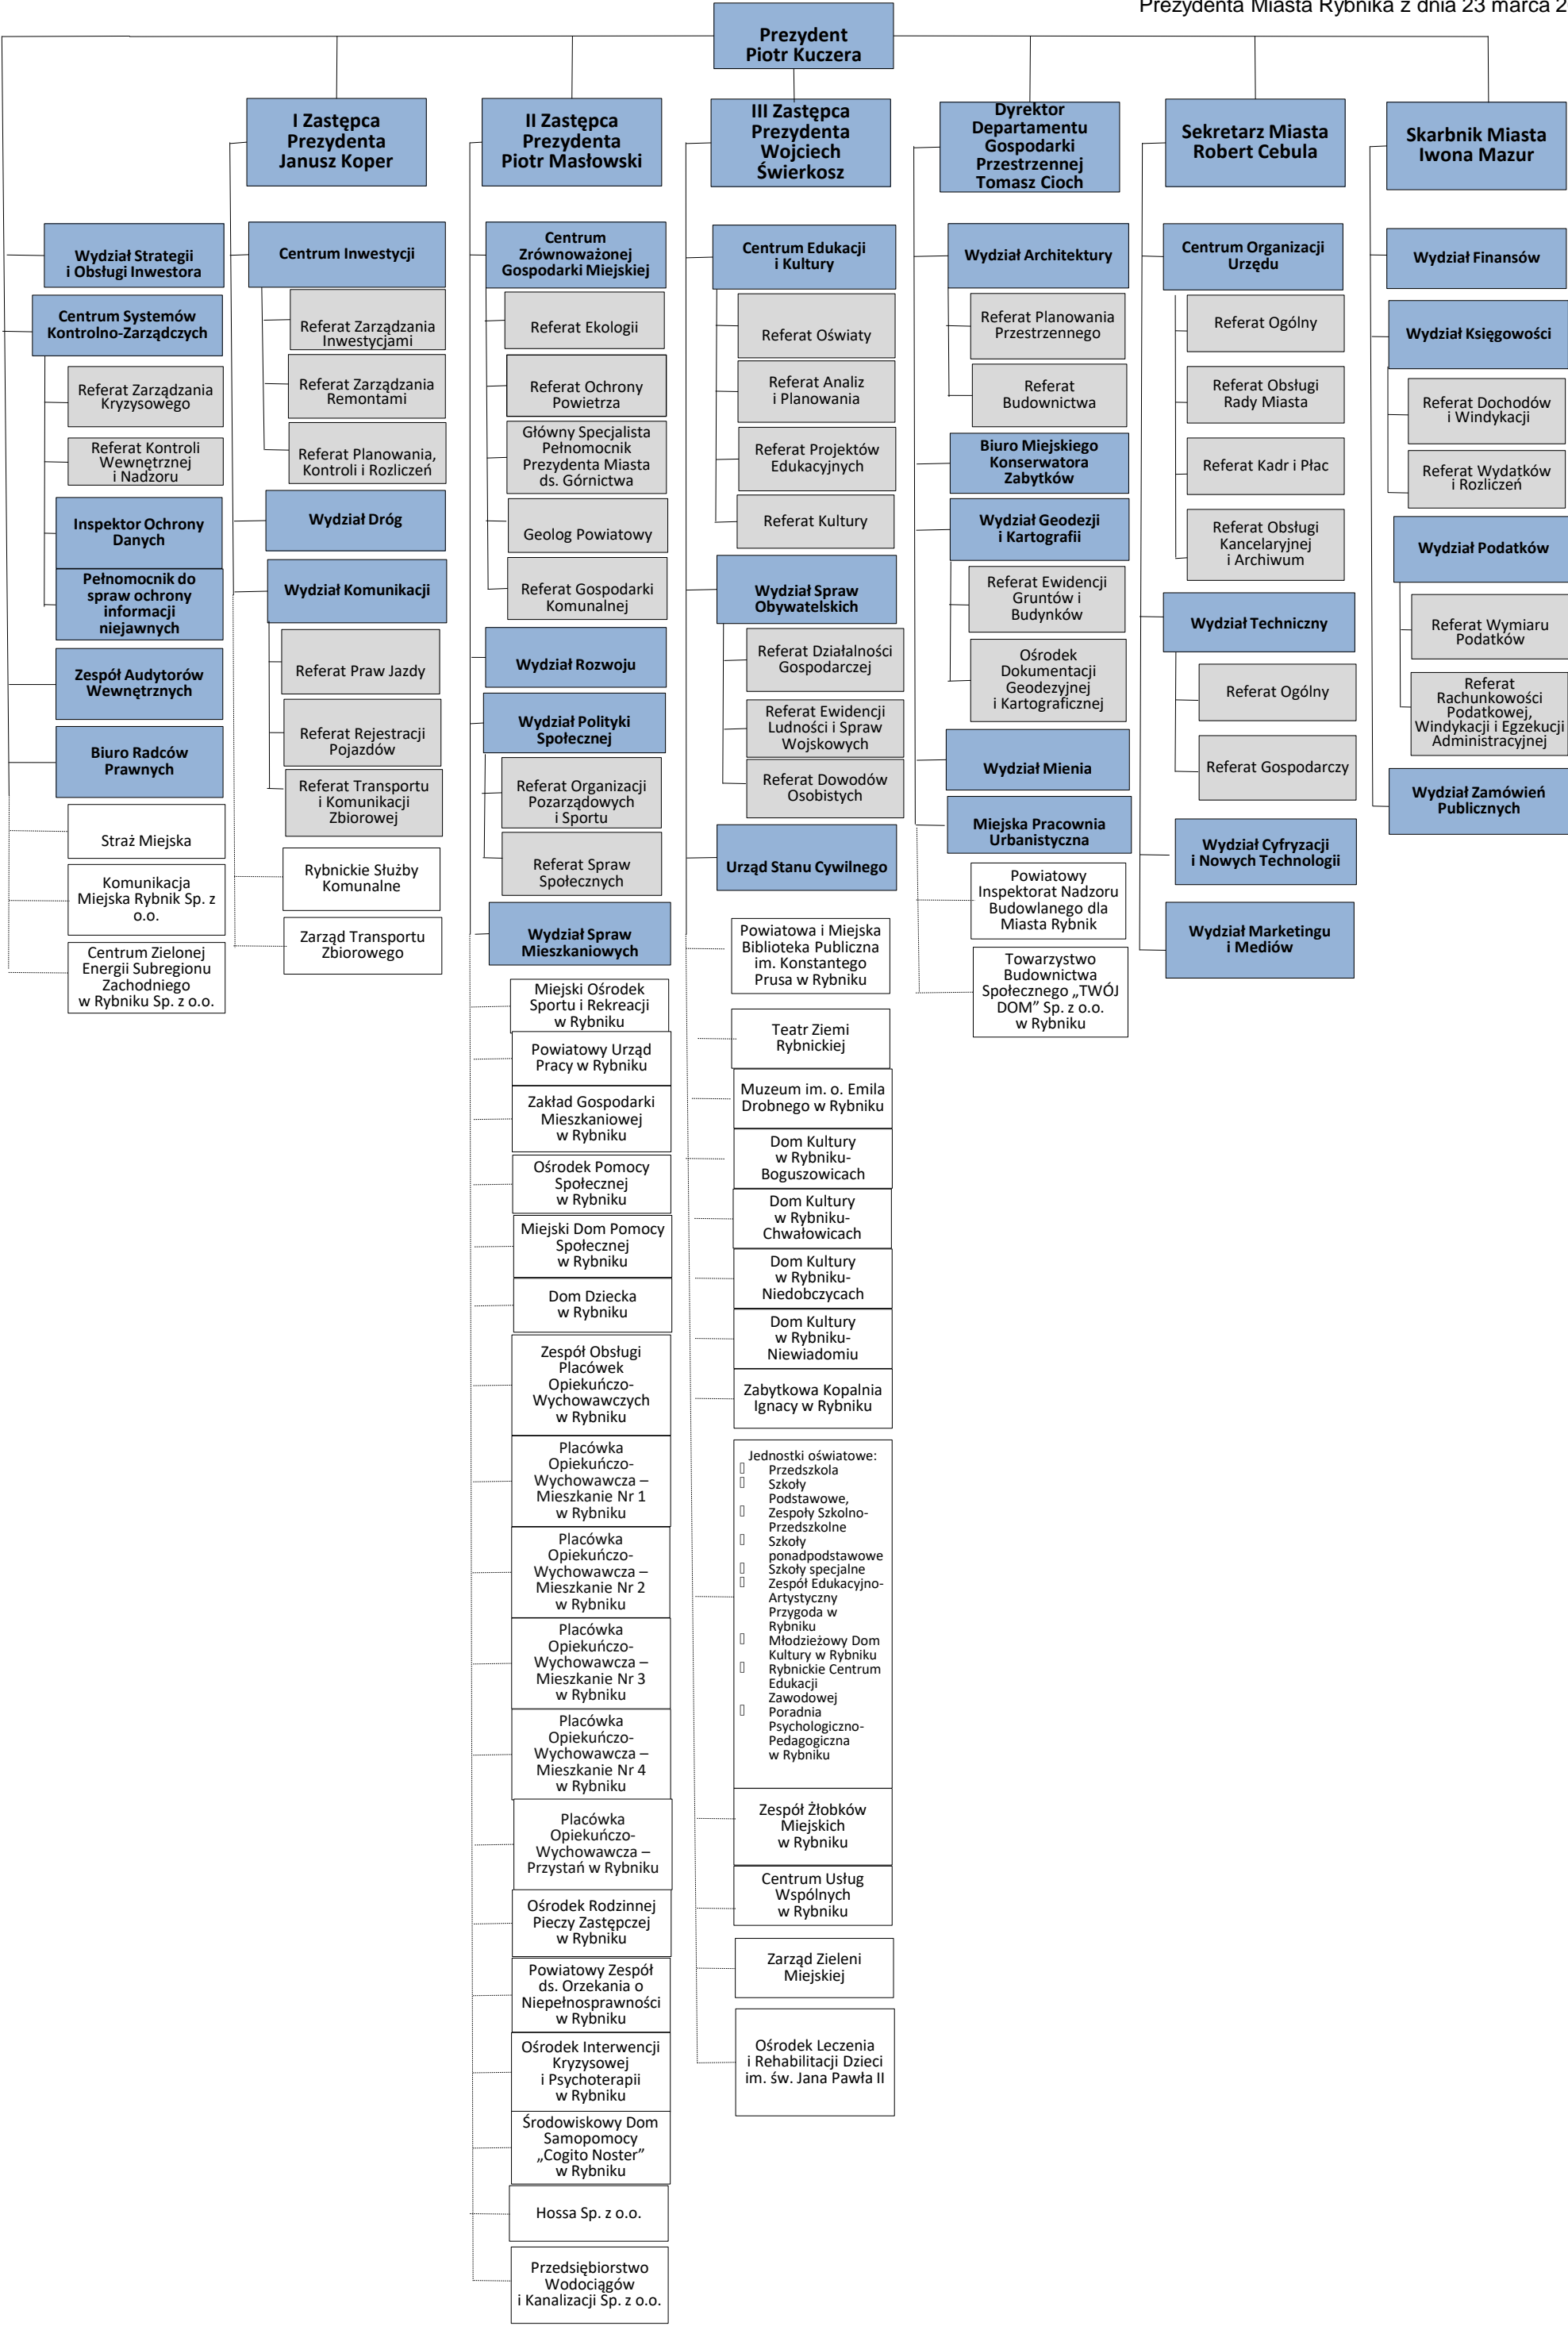 Prezydenta Miasta Rybnika z dnia 23 marca 2
Prezydent
Piotr Kuczera
I Zastępca
Prezydenta
Janusz Koper
II Zastępca
Prezydenta
Piotr Masłowski
III Zastępca
Prezydenta
Wojciech
Świerkosz
Dyrektor
Departamentu
Gospodarki
Przestrzennej
Tomasz Cioch
Sekretarz Miasta
Robert Cebula
Skarbnik Miasta
Iwona Mazur
Wydział Strategii
i Obsługi Inwestora
Centrum Systemów
Kontrolno-Zarządczych
Referat Zarządzania
Kryzysowego
Referat Kontroli
Wewnętrznej
i Nadzoru
Inspektor Ochrony
Danych
Pełnomocnik do
spraw ochrony
informacji
niejawnych
Zespół Audytorów
Wewnętrznych
Biuro Radców
Prawnych
Straż Miejska
Komunikacja
Miejska Rybnik Sp. z
o.o.
Centrum Zielonej
Energii Subregionu
Zachodniego
w Rybniku Sp. z o.o.
Centrum Inwestycji
Referat Zarządzania
Inwestycjami
Referat Zarządzania
Remontami
Referat Planowania,
Kontroli i Rozliczeń
Wydział Dróg
Wydział Komunikacji
Referat Praw Jazdy
Referat Rejestracji
Pojazdów
Referat Transportu
i Komunikacji
Zbiorowej
Rybnickie Służby
Komunalne
Zarząd Transportu
Zbiorowego
Centrum
Zrównoważonej
Gospodarki Miejskiej
Referat Ekologii
Referat Ochrony
Powietrza
Główny Specjalista
Pełnomocnik
Prezydenta Miasta
ds. Górnictwa
Geolog Powiatowy
Referat Gospodarki
Komunalnej
Wydział Rozwoju
Wydział Polityki
Społecznej
Referat Organizacji
Pozarządowych
i Sportu
Referat Spraw
Społecznych
Wydział Spraw
Mieszkaniowych
Miejski Ośrodek
Sportu i Rekreacji
w Rybniku
Powiatowy Urząd
Pracy w Rybniku
Zakład Gospodarki
Mieszkaniowej
w Rybniku
Ośrodek Pomocy
Społecznej
w Rybniku
Miejski Dom Pomocy
Społecznej
w Rybniku
Dom Dziecka
w Rybniku
Zespół Obsługi
Placówek
Opiekuńczo-
Wychowawczych
w Rybniku
Placówka
Opiekuńczo-
Wychowawcza –
Mieszkanie Nr 1
w Rybniku
Placówka
Opiekuńczo-
Wychowawcza –
Mieszkanie Nr 2
w Rybniku
Placówka
Opiekuńczo-
Wychowawcza –
Mieszkanie Nr 3
w Rybniku
Placówka
Opiekuńczo-
Wychowawcza –
Mieszkanie Nr 4
w Rybniku
Placówka
Opiekuńczo-
Wychowawcza –
Przystań w Rybniku
Ośrodek Rodzinnej
Pieczy Zastępczej
w Rybniku
Powiatowy Zespół
ds. Orzekania o
Niepełnosprawności
w Rybniku
Ośrodek Interwencji
Kryzysowej
i Psychoterapii
w Rybniku
Środowiskowy Dom
Samopomocy
„Cogito Noster”
w Rybniku
Hossa Sp. z o.o.
Przedsiębiorstwo
Wodociągów
i Kanalizacji Sp. z o.o.
Centrum Edukacji
i Kultury
Referat Oświaty
Referat Analiz
i Planowania
Referat Projektów
Edukacyjnych
Referat Kultury
Wydział Spraw
Obywatelskich
Referat Działalności
Gospodarczej
Referat Ewidencji
Ludności i Spraw
Wojskowych
Referat Dowodów
Osobistych
Urząd Stanu Cywilnego
Powiatowa i Miejska
Biblioteka Publiczna
im. Konstantego
Prusa w Rybniku
Teatr Ziemi
Rybnickiej
Muzeum im. o. Emila
Drobnego w Rybniku
Dom Kultury
w Rybniku-
Boguszowicach
Dom Kultury
w Rybniku-
Chwałowicach
Dom Kultury
w Rybniku-
Niedobczycach
Dom Kultury
w Rybniku-
Niewiadomiu
Zabytkowa Kopalnia
Ignacy w Rybniku
Jednostki oświatowe:
Przedszkola
Szkoły
Podstawowe,
Zespoły Szkolno-
Przedszkolne
Szkoły
ponadpodstawowe
Szkoły specjalne
Zespół Edukacyjno-
Artystyczny
Przygoda w
Rybniku
Młodzieżowy Dom
Kultury w Rybniku
Rybnickie Centrum
Edukacji
Zawodowej
Poradnia
Psychologiczno-
Pedagogiczna
w Rybniku
Zespół Żłobków
Miejskich
w Rybniku
Centrum Usług
Wspólnych
w Rybniku
Zarząd Zieleni
Miejskiej
Ośrodek Leczenia
i Rehabilitacji Dzieci
im. św. Jana Pawła II
Wydział Architektury
Referat Planowania
Przestrzennego
Referat
Budownictwa
Biuro Miejskiego
Konserwatora
Zabytków
Wydział Geodezji
i Kartografii
Referat Ewidencji
Gruntów i
Budynków
Ośrodek
Dokumentacji
Geodezyjnej
i Kartograficznej
Wydział Mienia
Miejska Pracownia
Urbanistyczna
Powiatowy
Inspektorat Nadzoru
Budowlanego dla
Miasta Rybnik
Towarzystwo
Budownictwa
Społecznego „TWÓJ
DOM” Sp. z o.o.
w Rybniku
Centrum Organizacji
Urzędu
Referat Ogólny
Referat Obsługi
Rady Miasta
Referat Kadr i Płac
Referat Obsługi
Kancelaryjnej
i Archiwum
Wydział Techniczny
Referat Ogólny
Referat Gospodarczy
Wydział Cyfryzacji
i Nowych Technologii
Wydział Marketingu
i Mediów
Wydział Finansów
Wydział Księgowości
Referat Dochodów
i Windykacji
Referat Wydatków
i Rozliczeń
Wydział Podatków
Referat Wymiaru
Podatków
Referat
Rachunkowości
Podatkowej,
Windykacji i Egzekucji
Administracyjnej
Wydział Zamówień
Publicznych